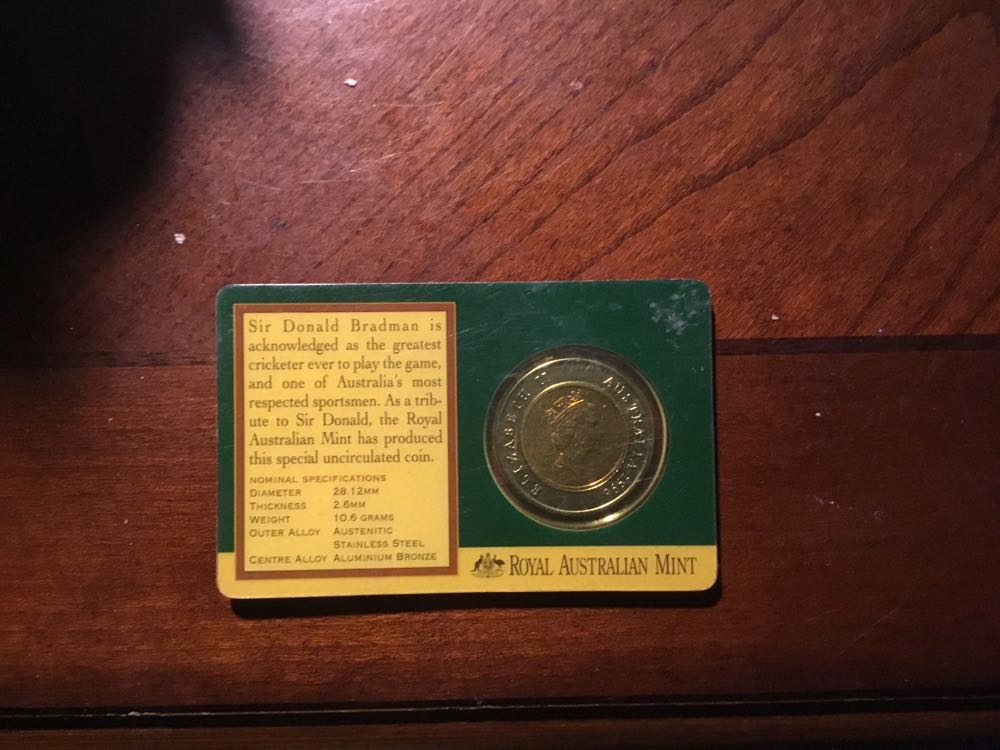 Sir Donald Bradman is
acknowledged as the greatest
cricketer ever to play the game,
and one of Australia's most
respected sportsmen. As a trib-
ute to Sir Donald, the Royal
Australian Mint has produced
this special uncirculated coin.
NOMINAL SPECIFICATIONS
DIAMETER 28.12MM
THICKNESS 2.6MM
WEIGHT 10.6 GRAMS
OUTER ALLOY AUSTENITIC
STAINLESS STEEL
CENTRE ALLOY ALUMINIUM BRONZE
ELIZABETH II AUSTRALIA 1996
ROYAL AUSTRALIAN MINT